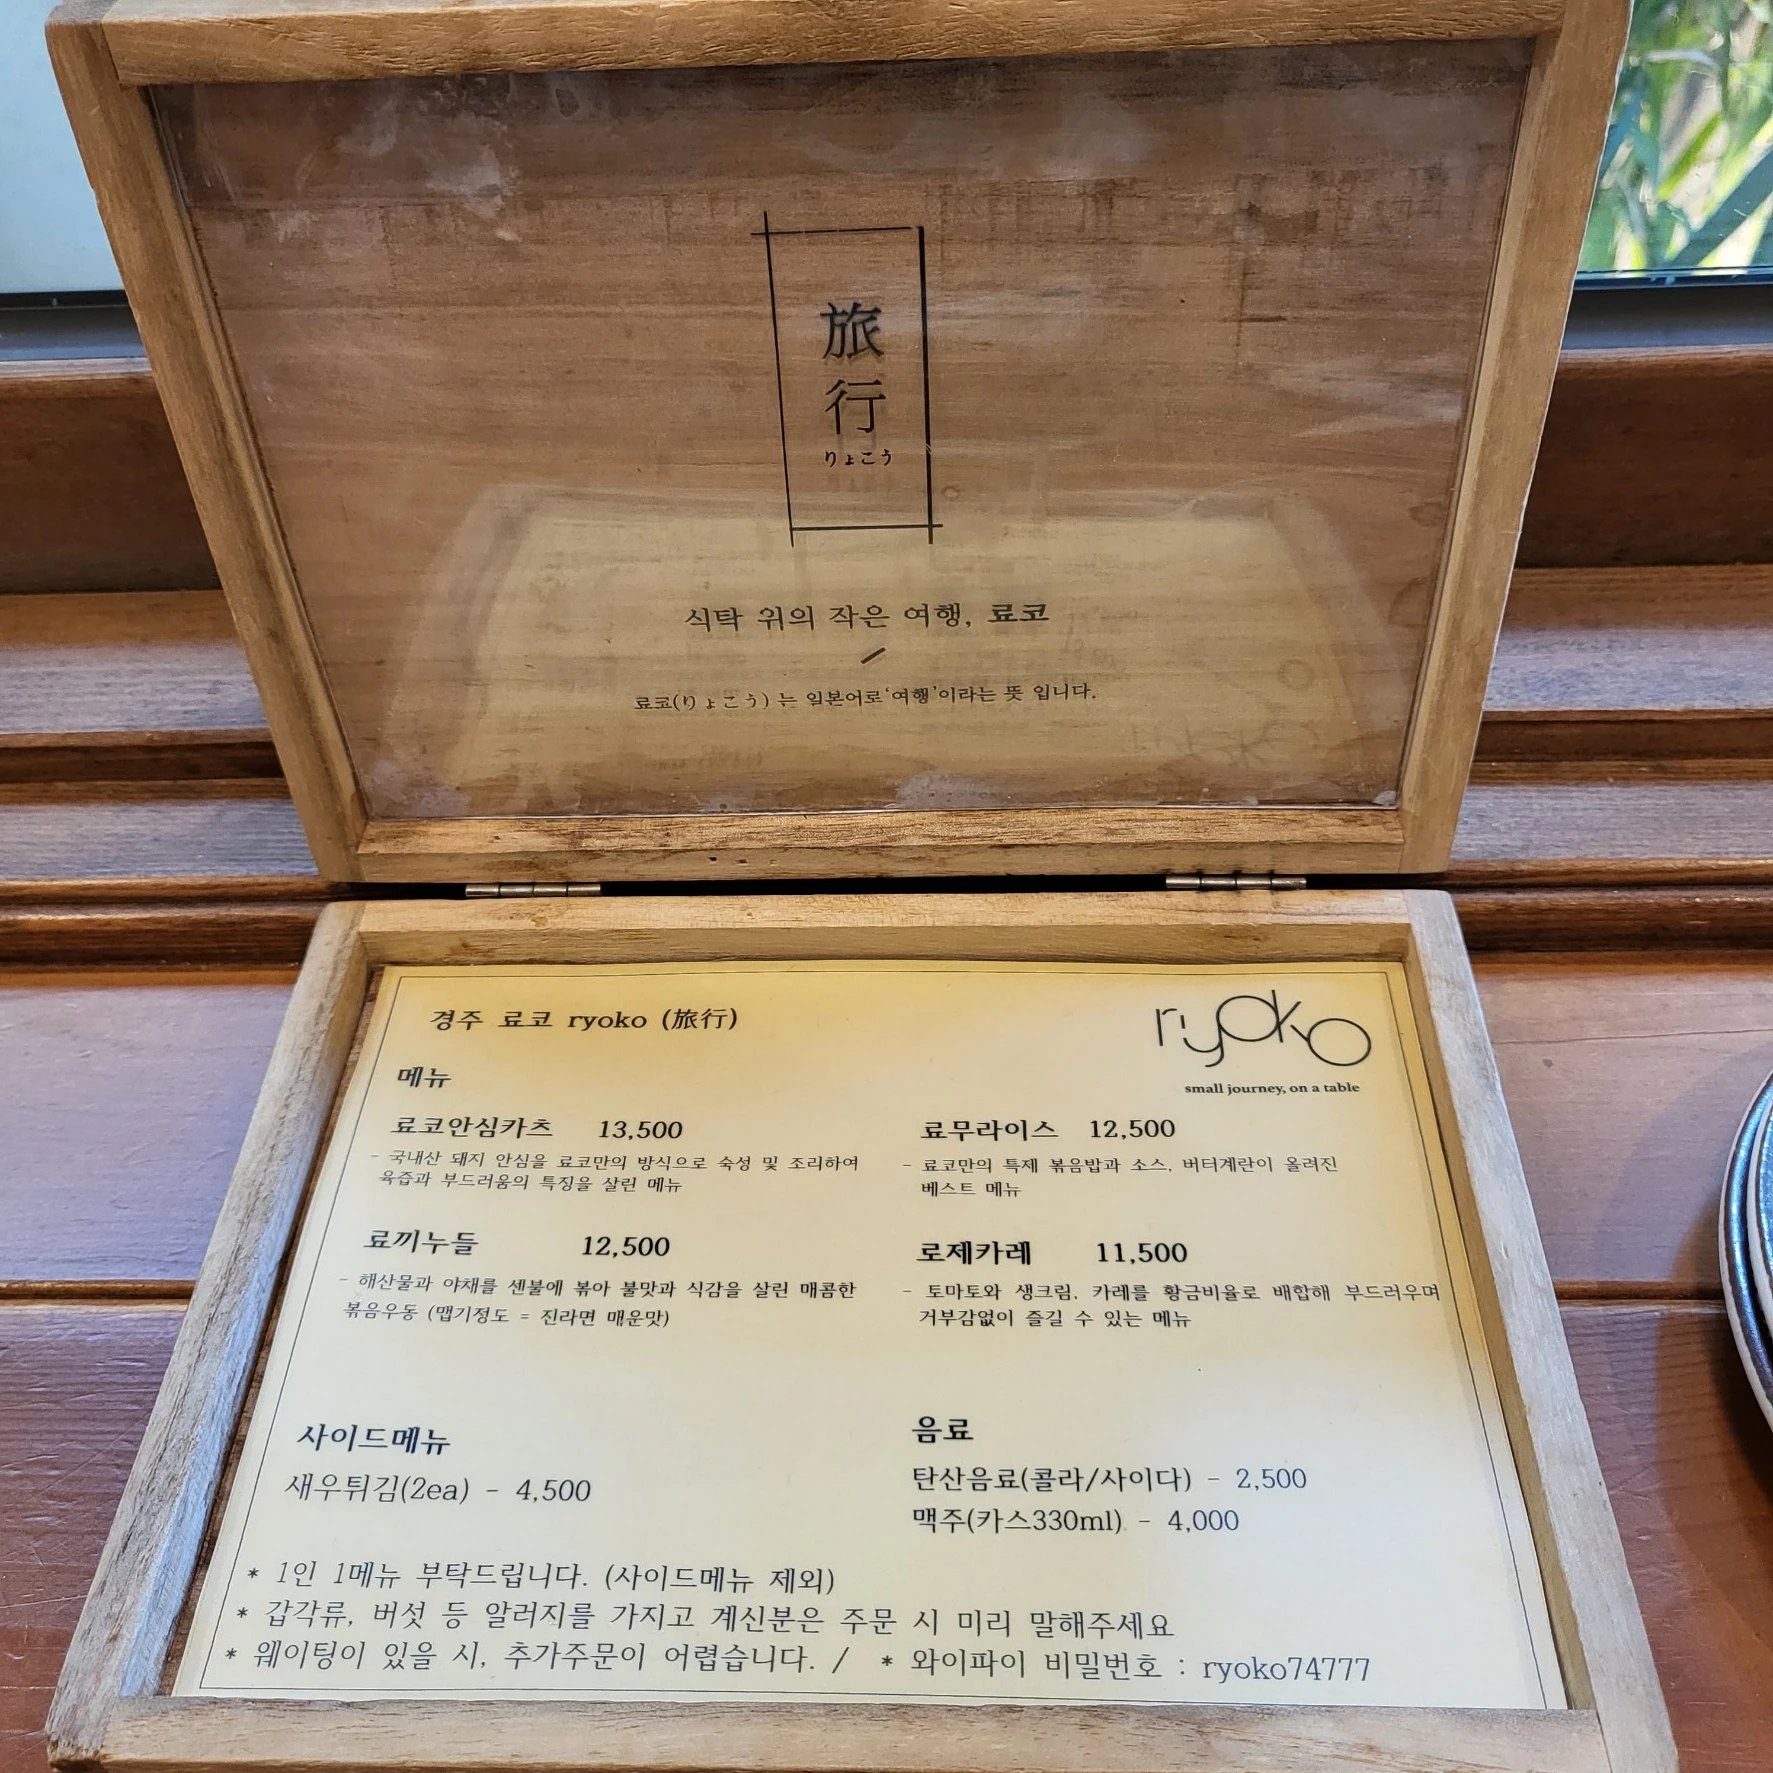 旅
行
りょこう
식탁 위의 작은 여행, 료코
료코(りょこう)는 일본어로 '여행'이라는 뜻 입니다.
경주 료코 ryoko (旅行)
ryoko
small journey, on a table
메뉴
료코안심카츠 13,500
- 국내산 돼지 안심을 료코만의 방식으로 숙성 및 조리하여
육즙과 부드러움의 특징을 살린 메뉴
료무라이스 12,500
- 료코만의 특제 볶음밥과 소스, 버터계란이 올려진
베스트 메뉴
료끼누들 12,500
- 해산물과 야채를 센불에 볶아 불맛과 식감을 살린 매콤한
볶음우동 (맵기정도 = 진라면 매운맛)
로제카레 11,500
- 토마토와 생크림, 카레를 황금비율로 배합해 부드러우며
거부감없이 즐길 수 있는 메뉴
사이드메뉴
새우튀김(2ea) - 4,500
음료
탄산음료(콜라/사이다) - 2,500
맥주(카스330ml) - 4,000
* 1인 1메뉴 부탁드립니다. (사이드메뉴 제외)
* 갑각류, 버섯 등 알러지를 가지고 계신분은 주문 시 미리 말해주세요
* 웨이팅이 있을 시, 추가주문이 어렵습니다. / * 와이파이 비밀번호 : ryoko74777